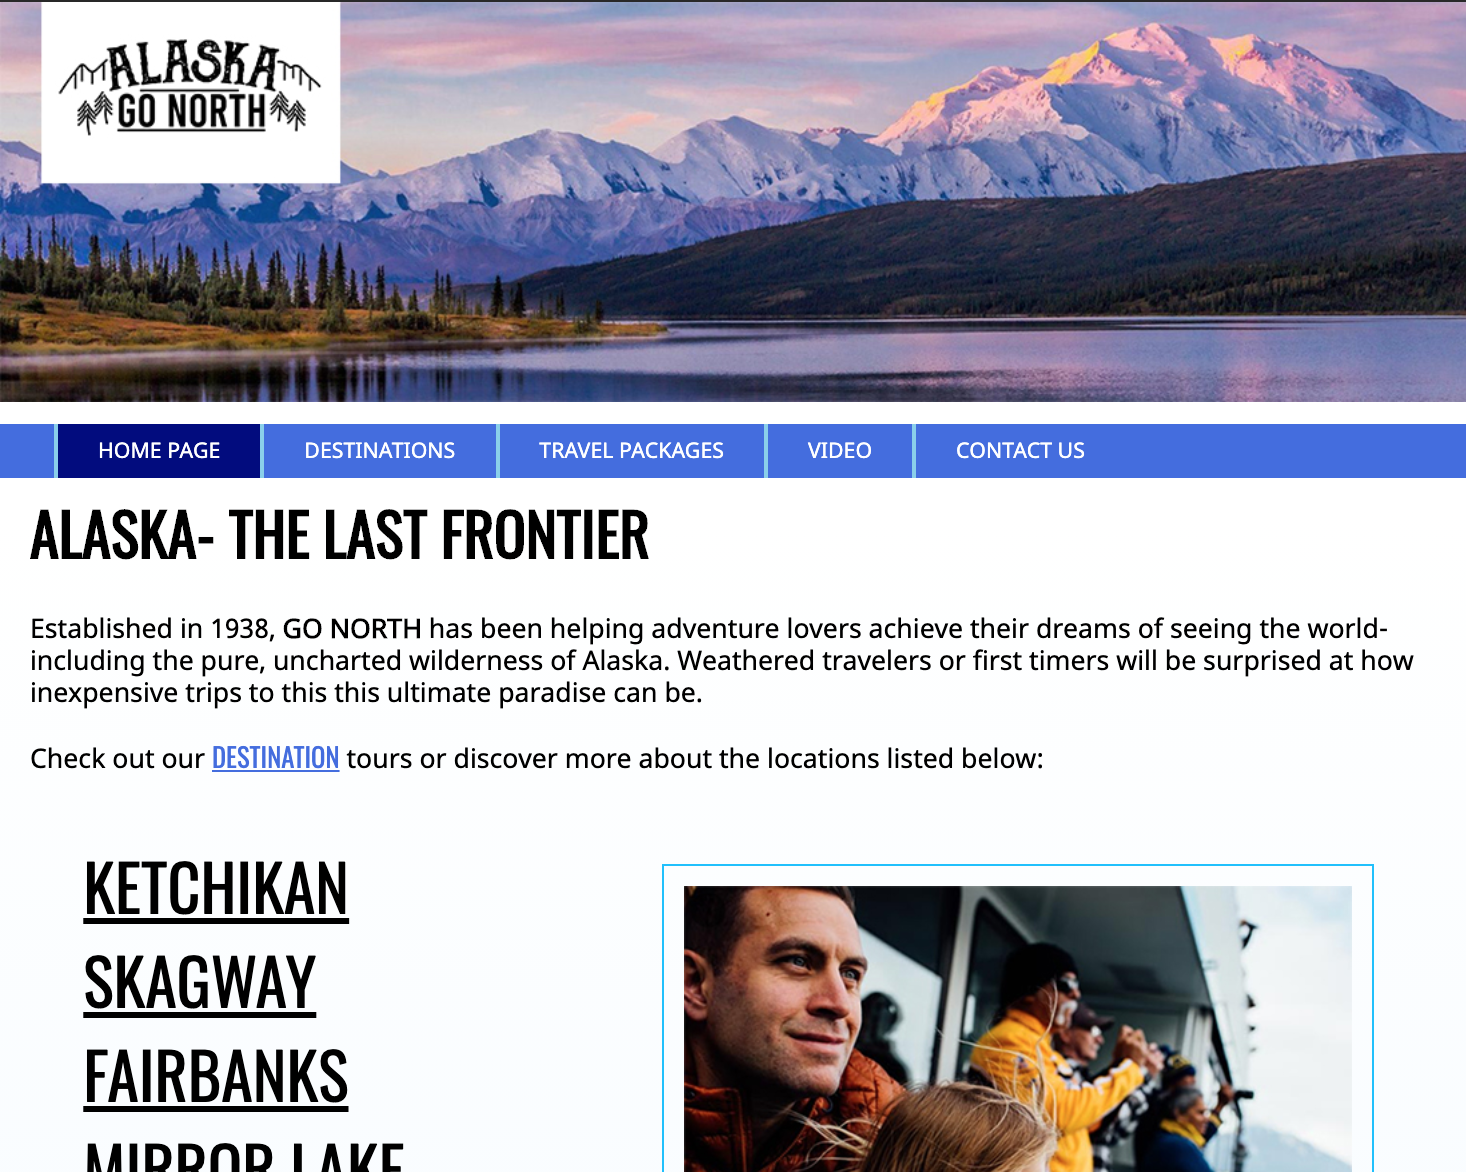 ALASKA
GO NORTH
HOME PAGE
DESTINATIONS
TRAVEL PACKAGES
VIDEO
CONTACT US
ALASKA- THE LAST FRONTIER
Established in 1938, GO NORTH has been helping adventure lovers achieve their dreams of seeing the world-
including the pure, uncharted wilderness of Alaska. Weathered travelers or first timers will be surprised at how
inexpensive trips to this this ultimate paradise can be.
Check out our DESTINATION tours or discover more about the locations listed below:
KETCHIKAN
SKAGWAY
FAIRBANKS
MIRROR LAKE